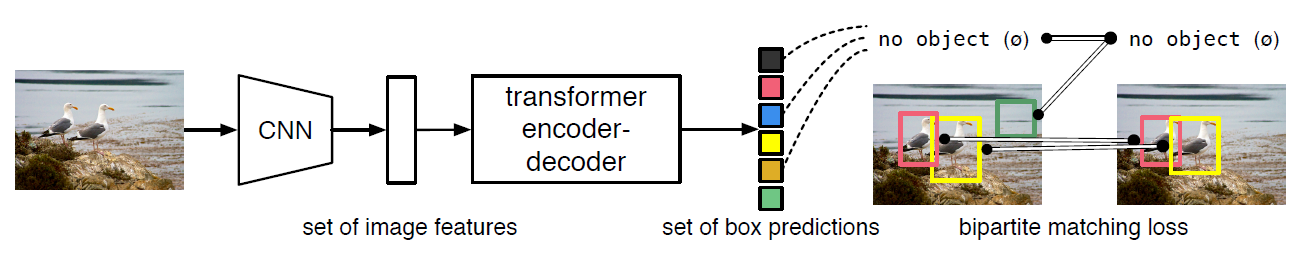 no object (ø) no object (ø)
CNN
transformer
encoder-
decoder
set of image features set of box predictions bipartite matching loss